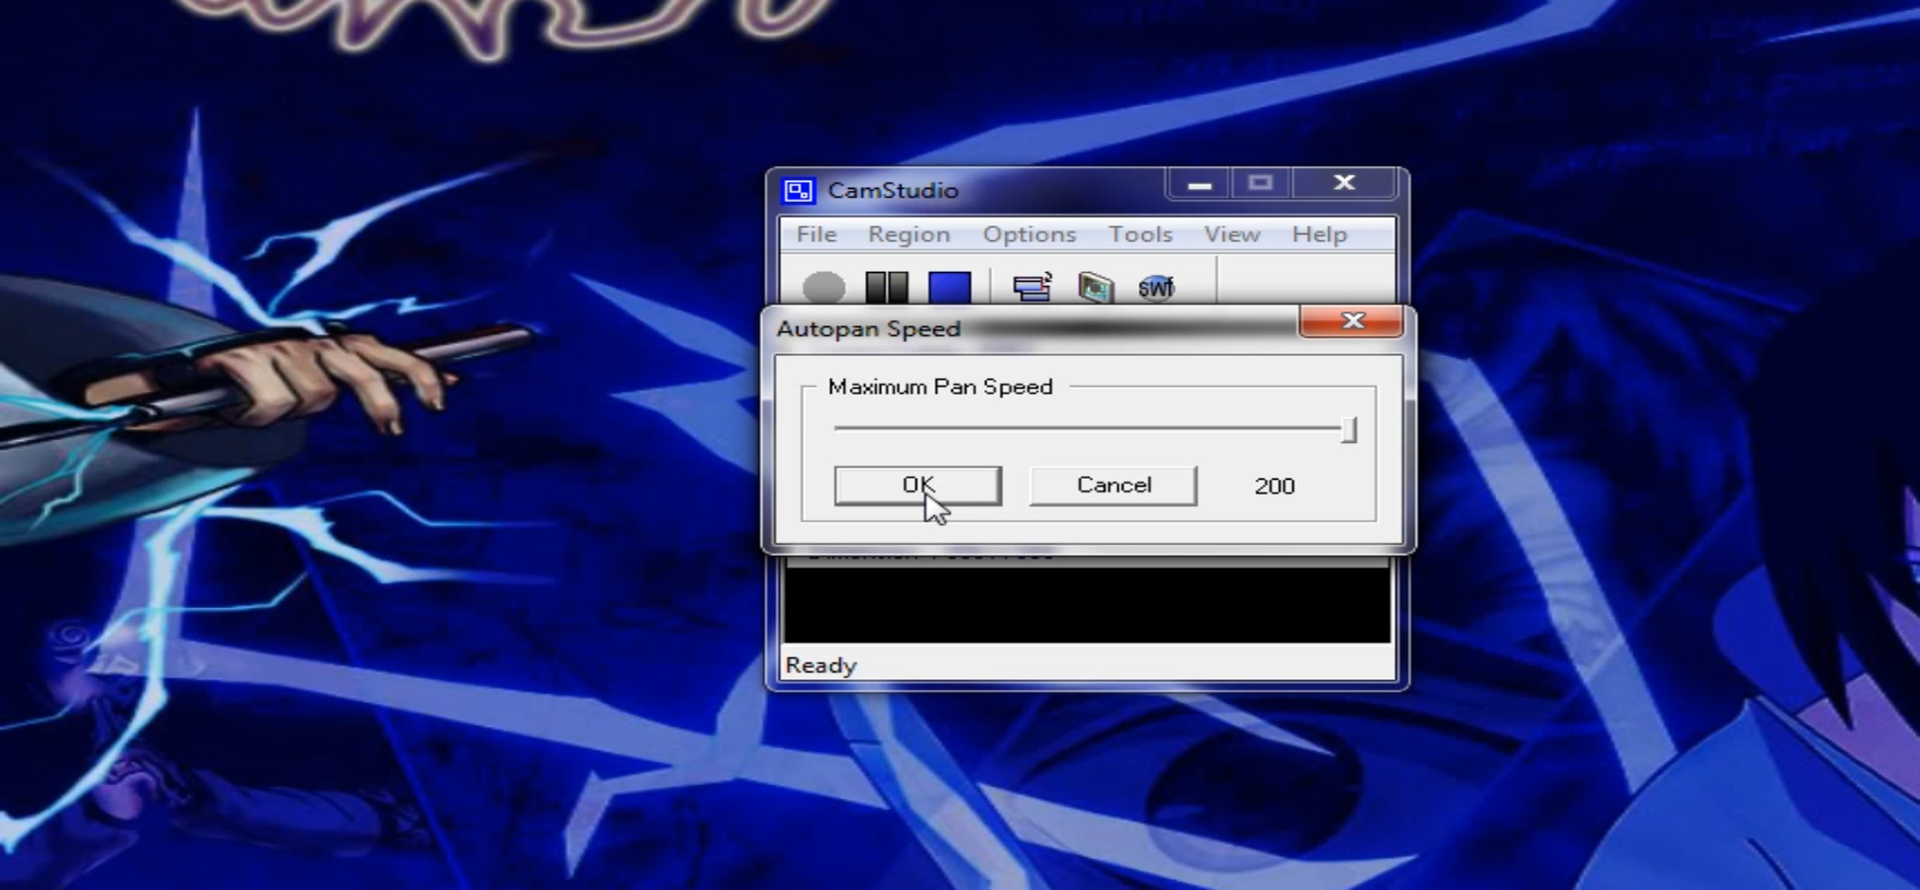 CamStudio
File Region Options Tools View Help
swf
Autopan Speed
Maximum Pan Speed
OK Cancel 200
Ready